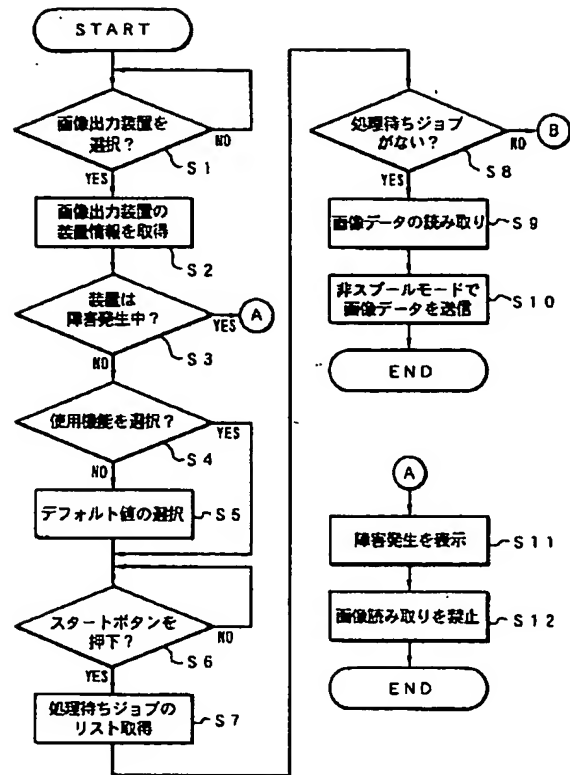 START
画像出力装置を
選択？
NO
S1
YES
画像出力装置の
装置情報を取得
S2
装置は
障害発生中？
YES
A
S3
NO
使用機能を選択？
YES
S4
NO
デフォルト値の選択
S5
スタートボタンを
押下？
NO
S6
YES
処理待ちジョブの
リスト取得
S7
処理待ちジョブ
がない？
NO
B
S8
YES
画像データの読み取り
S9
非スプールモードで
画像データを送信
S10
END
A
障害発生を表示
S11
画像読み取りを禁止
S12
END